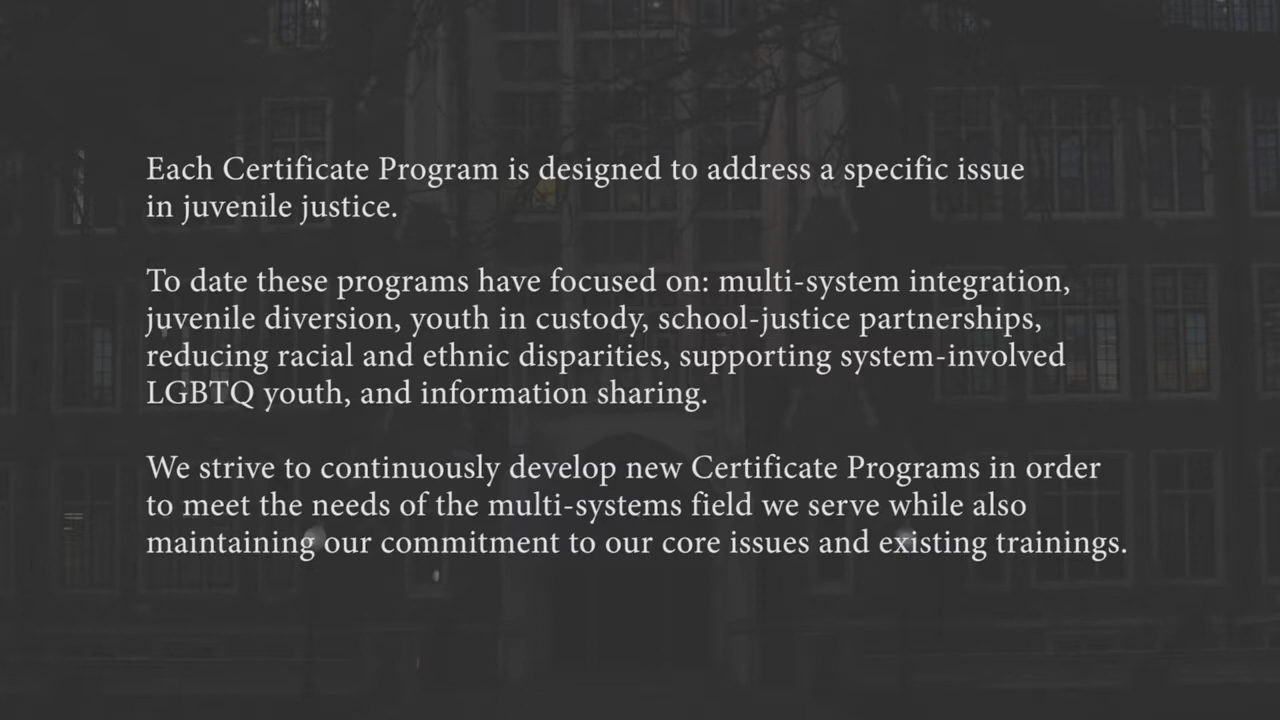 Each Certificate Program is designed to address a specific issue
in juvenile justice.
To date these programs have focused on: multi-system integration,
juvenile diversion, youth in custody, school-justice partnerships,
reducing racial and ethnic disparities, supporting system-involved
LGBTQ youth, and information sharing.
We strive to continuously develop new Certificate Programs in order
to meet the needs of the multi-systems field we serve while also
maintaining our commitment to our core issues and existing trainings.